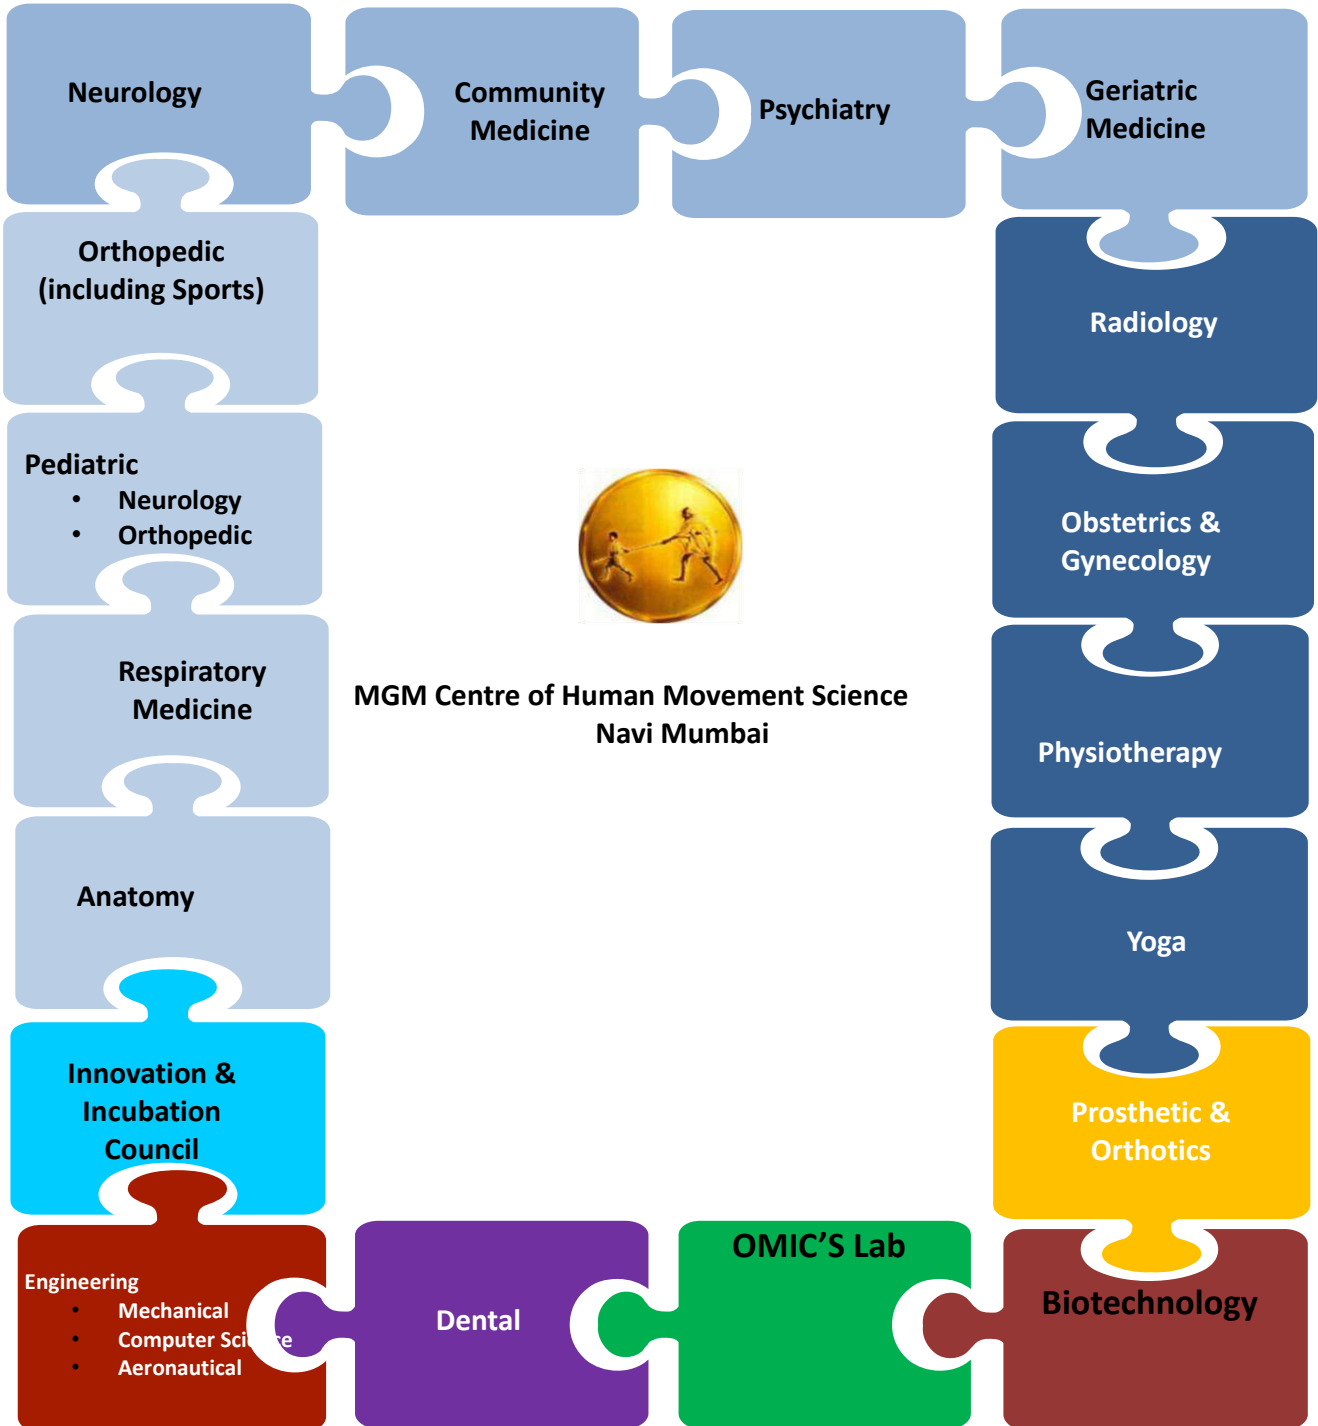 Neurology
Community
Medicine
Psychiatry
Geriatric
Medicine
Orthopedic
(including Sports)
Radiology
Pediatric
• Neurology
• Orthopedic
Obstetrics &
Gynecology
Respiratory
Medicine
MGM Centre of Human Movement Science
Navi Mumbai
Physiotherapy
Anatomy
Yoga
Innovation &
Incubation
Council
Prosthetic &
Orthotics
Engineering
• Mechanical
• Computer Science
• Aeronautical
Dental
OMIC'S Lab
Biotechnology